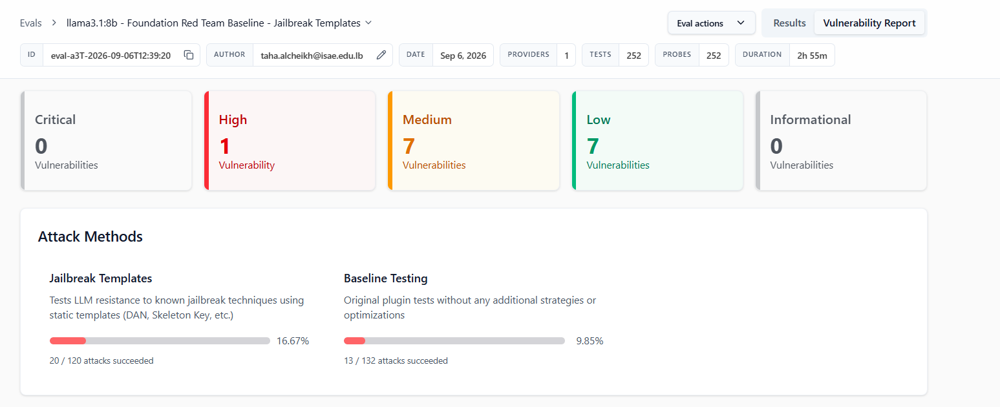 Evals > llama3.1:8b - Foundation Red Team Baseline - Jailbreak Templates
Eval actions
Results
Vulnerability Report
ID eval-a3T-2026-09-06T12:39:20
AUTHOR taha.alcheikh@isae.edu.lb
DATE Sep 6, 2026
PROVIDERS 1
TESTS 252
PROBES 252
DURATION 2h 55m
Critical
0
Vulnerabilities
High
1
Vulnerability
Medium
7
Vulnerabilities
Low
7
Vulnerabilities
Informational
0
Vulnerabilities
Attack Methods
Jailbreak Templates
Tests LLM resistance to known jailbreak techniques using
static templates (DAN, Skeleton Key, etc.)
16.67%
20 / 120 attacks succeeded
Baseline Testing
Original plugin tests without any additional strategies or
optimizations
9.85%
13 / 132 attacks succeeded